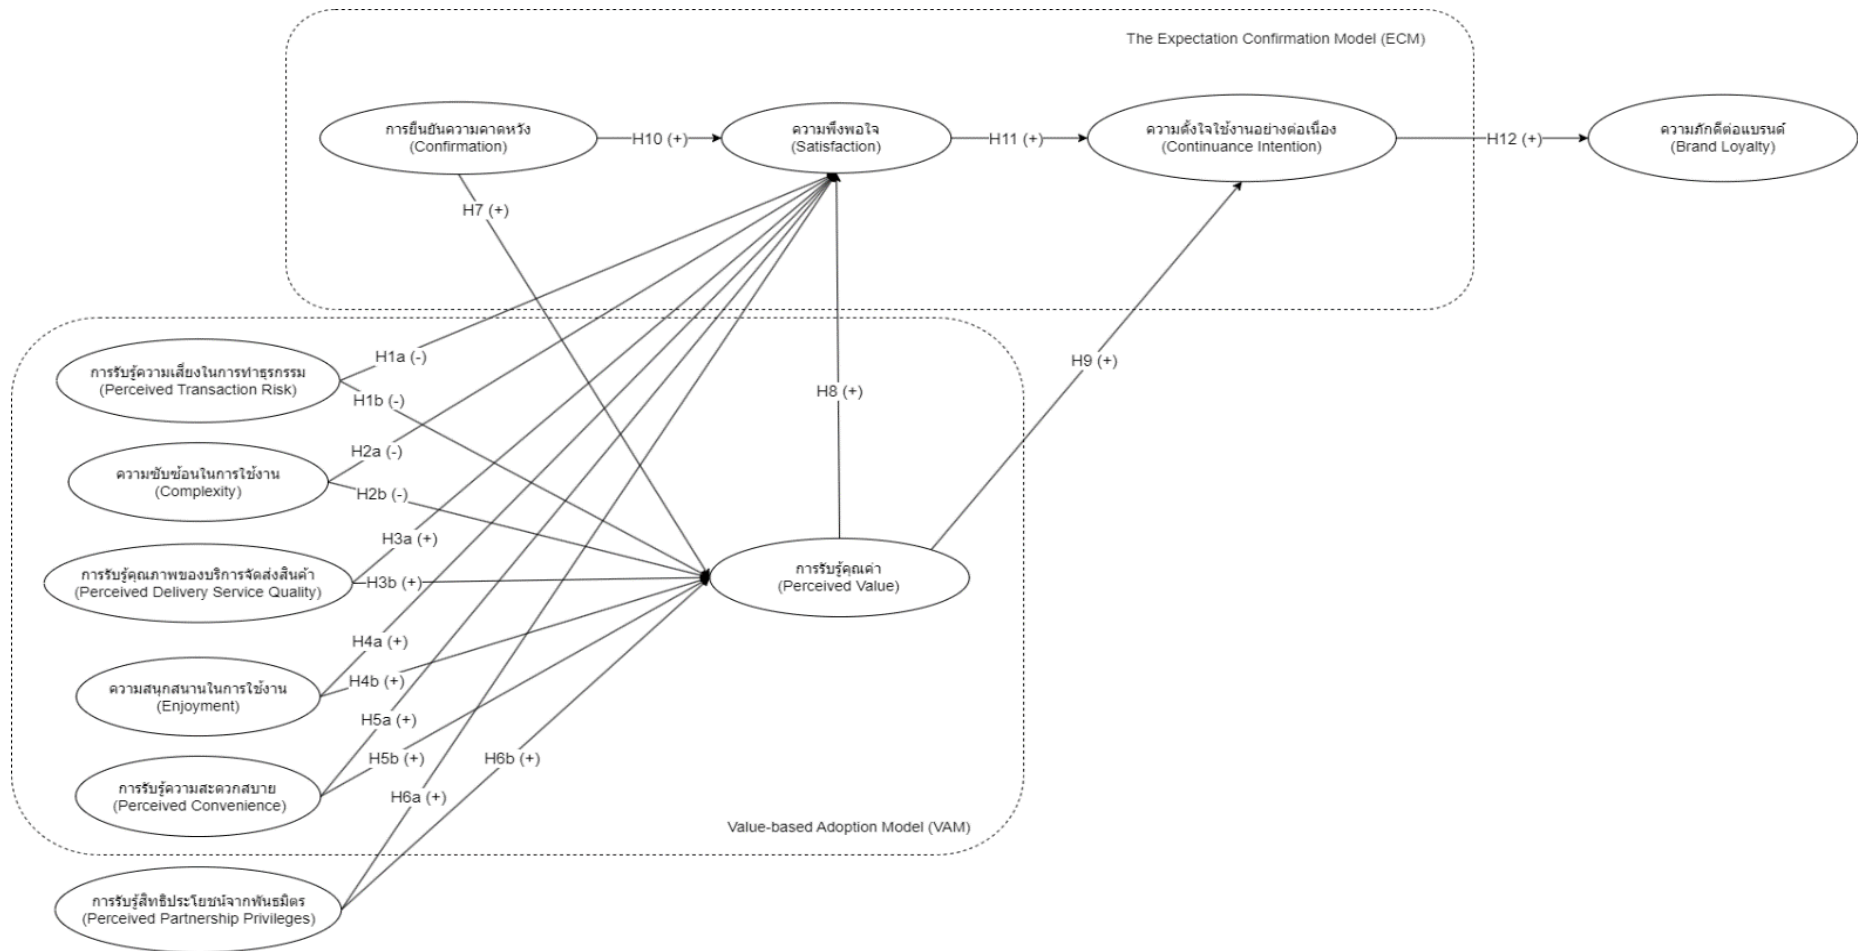 The Expectation Confirmation Model (ECM)
การยืนยันความคาดหวัง
(Confirmation)
H10 (+)
ความพึงพอใจ
(Satisfaction)
H11 (+)
ความตั้งใจใช้งานอย่างต่อเนื่อง
(Continuance Intention)
H12 (+)
ความภักดีต่อแบรนด์
(Brand Loyalty)
H7 (+)
H1a (-)
การรับรู้ความเสี่ยงในการทำธุรกรรม
(Perceived Transaction Risk)
H1b (-)
H8 (+)
H9 (+)
H2a (-)
ความซับซ้อนในการใช้งาน
(Complexity)
H2b (-)
H3a (+)
การรับรู้คุณภาพของบริการจัดส่งสินค้า
(Perceived Delivery Service Quality)
H3b (+)
การรับรู้คุณค่า
(Perceived Value)
H4a (+)
ความสนุกสนานในการใช้งาน
(Enjoyment)
H4b (+)
H5a (+)
H5b (+)
H6b (+)
การรับรู้ความสะดวกสบาย
(Perceived Convenience)
H6a (+)
Value-based Adoption Model (VAM)
การรับรู้สิทธิประโยชน์จากพันธมิตร
(Perceived Partnership Privileges)